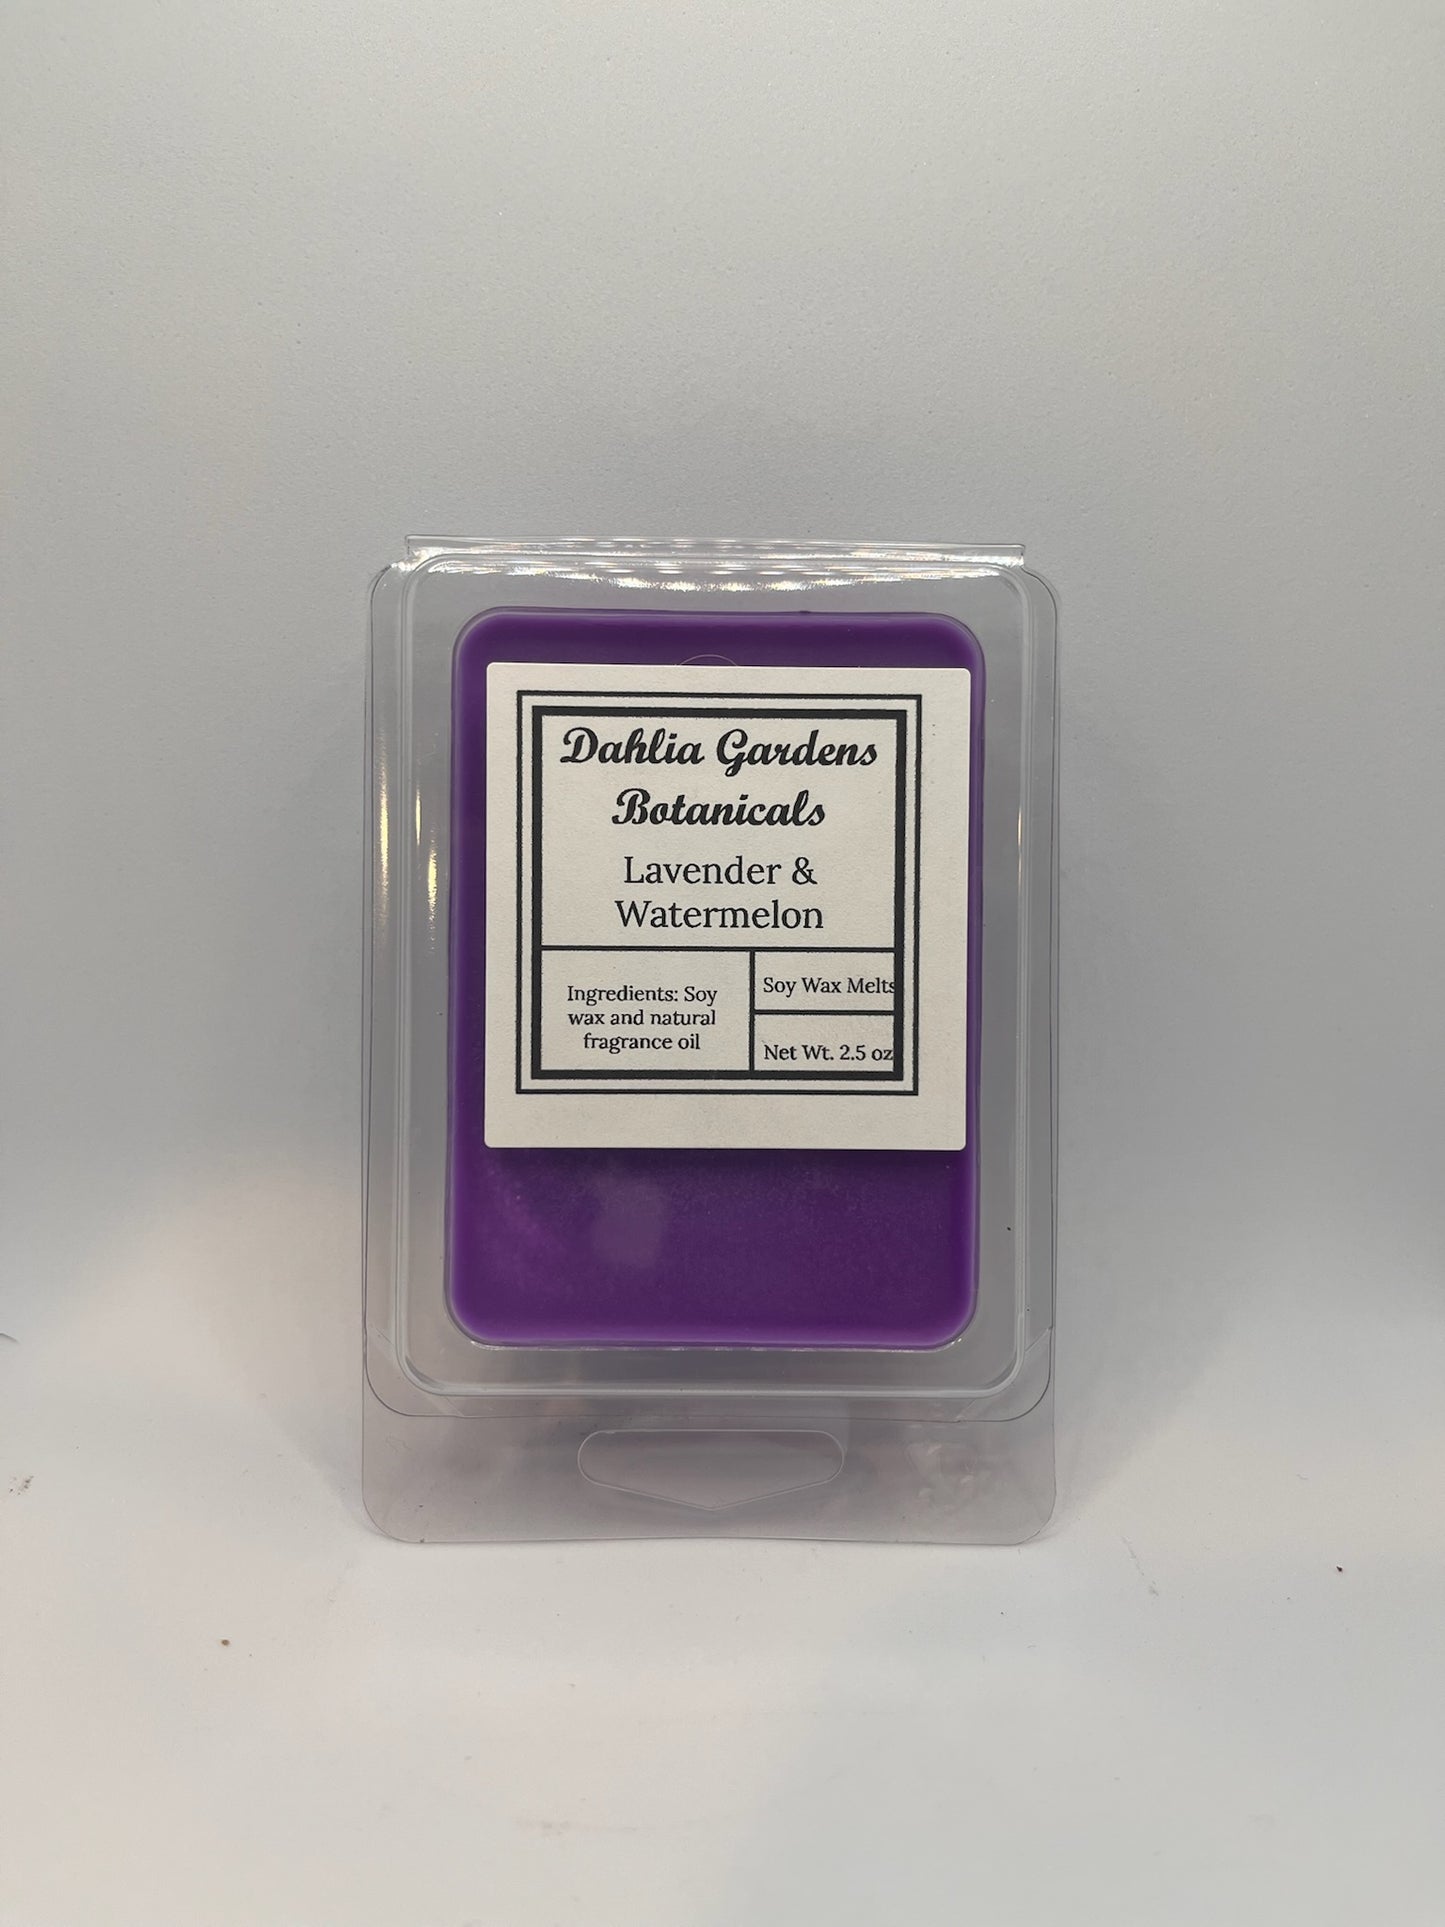 Dahlia Gardens
Botanicals
Lavender &
Watermelon
Ingredients: Soy
wax and natural
fragrance oil
Soy Wax Melts
Net Wt. 2.5 oz